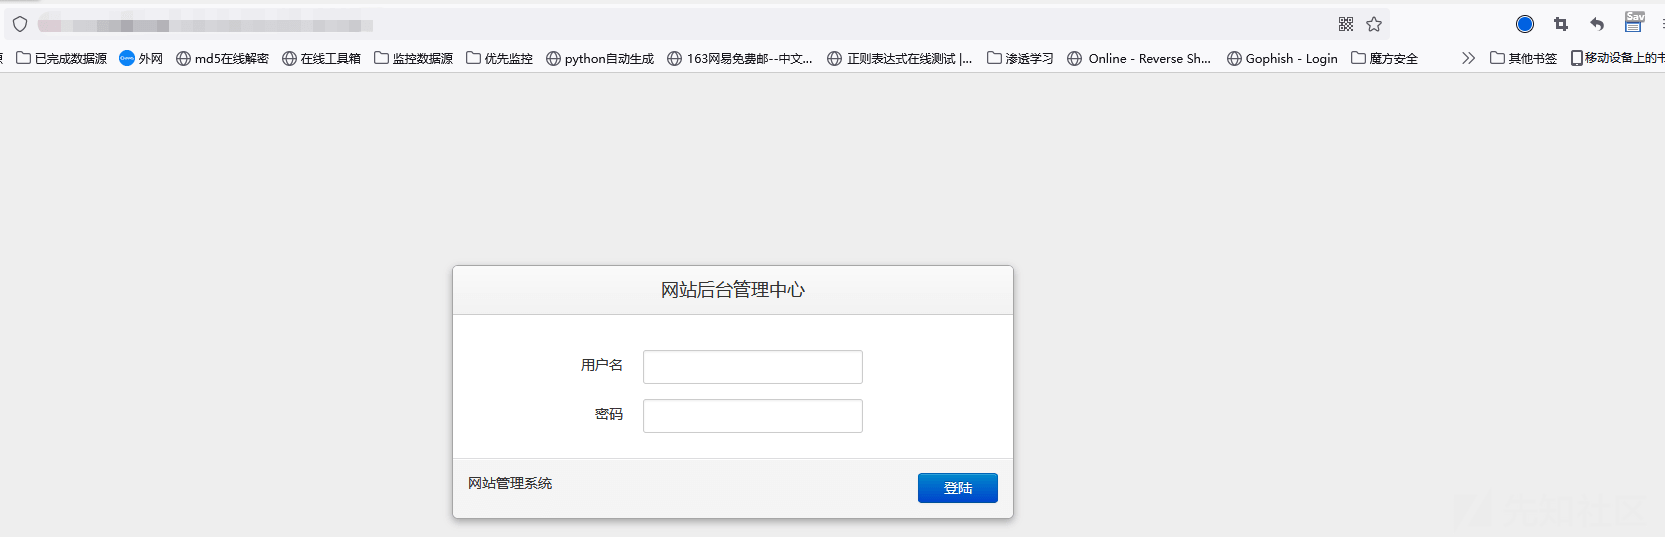 已完成数据源 外网 md5在线解密 在线工具箱 监控数据源 优先监控 python自动生成 163网易免费邮--中文... 正则表达式在线测试 |... 渗透学习 Online - Reverse Sh... Gophish - Login 魔方安全 其他书签 移动设备上的书
网站后台管理中心
用户名
密码
网站管理系统 登陆
先知社区